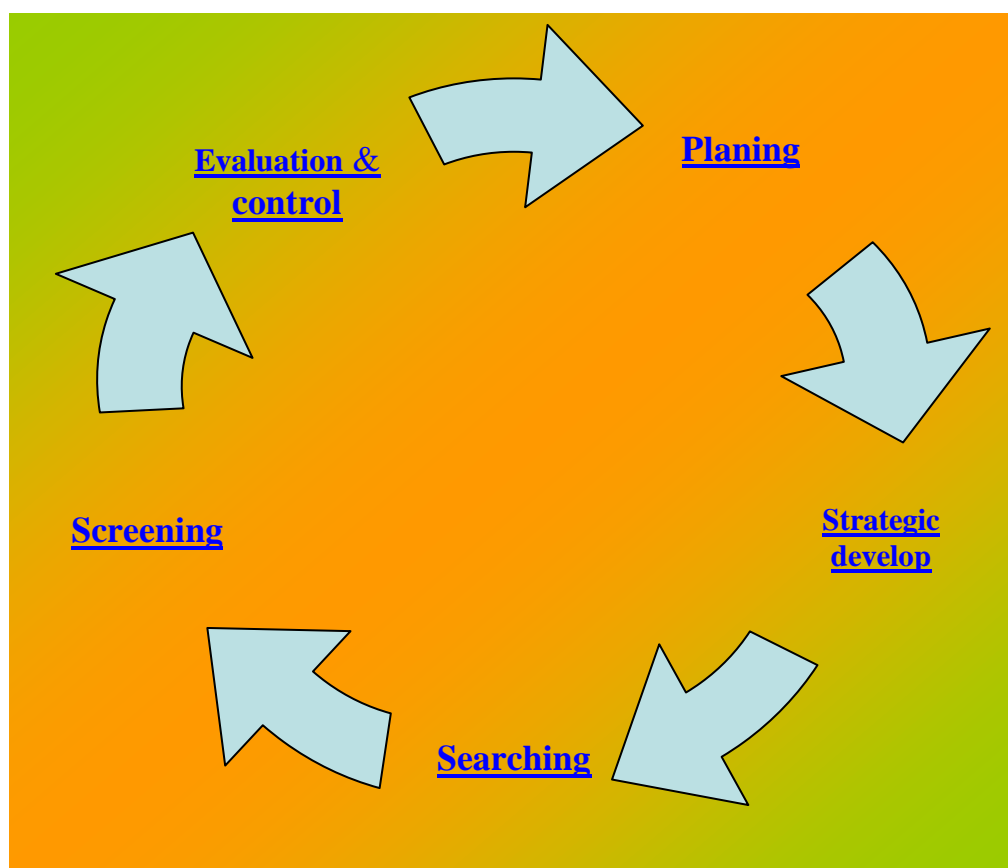 Evaluation &
control
Planing
Strategic
develop
Searching
Screening